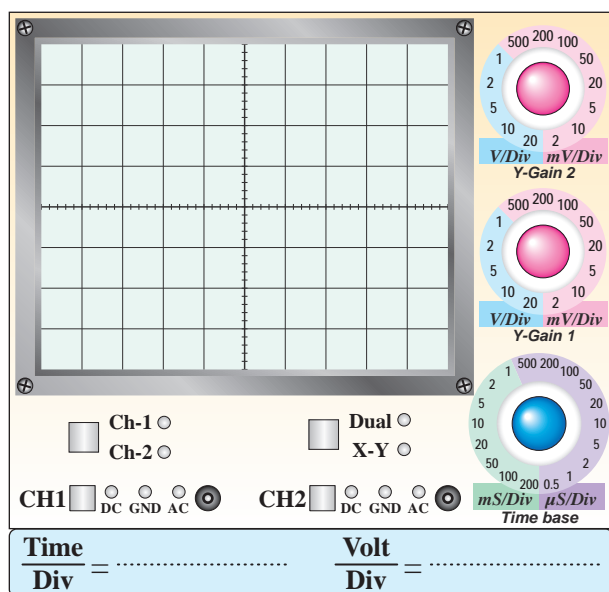 500 200 100
1 50
2 20
5 5
10 10
20 2
V/Div mV/Div
Y-Gain 2
500 200 100
1 50
2 20
5 5
10 10
20 2
V/Div mV/Div
Y-Gain 1
500 200
1 100
2 50
5 20
10 10
20 5
50 2
100 1
200 0.5
mS/Div µS/Div
Time base
Ch-1
Ch-2
Dual
X-Y
CH1 DC GND AC
CH2 DC GND AC
Time
Div = ....................
Volt
Div = ....................